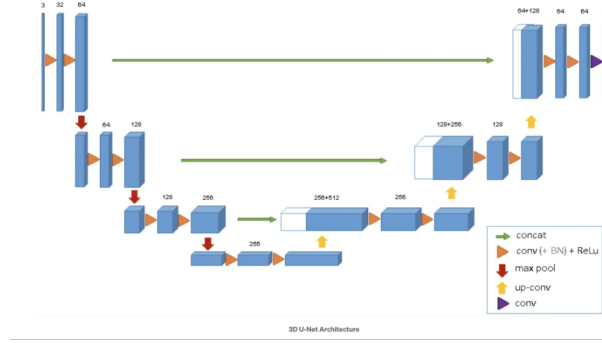 3 32 64 64+128 64 64
64 128 128+256 128
128 256 256+512 256
256
concat
conv (+ BN) + ReLu
max pool
up-conv
conv
3D U-Net Architecture